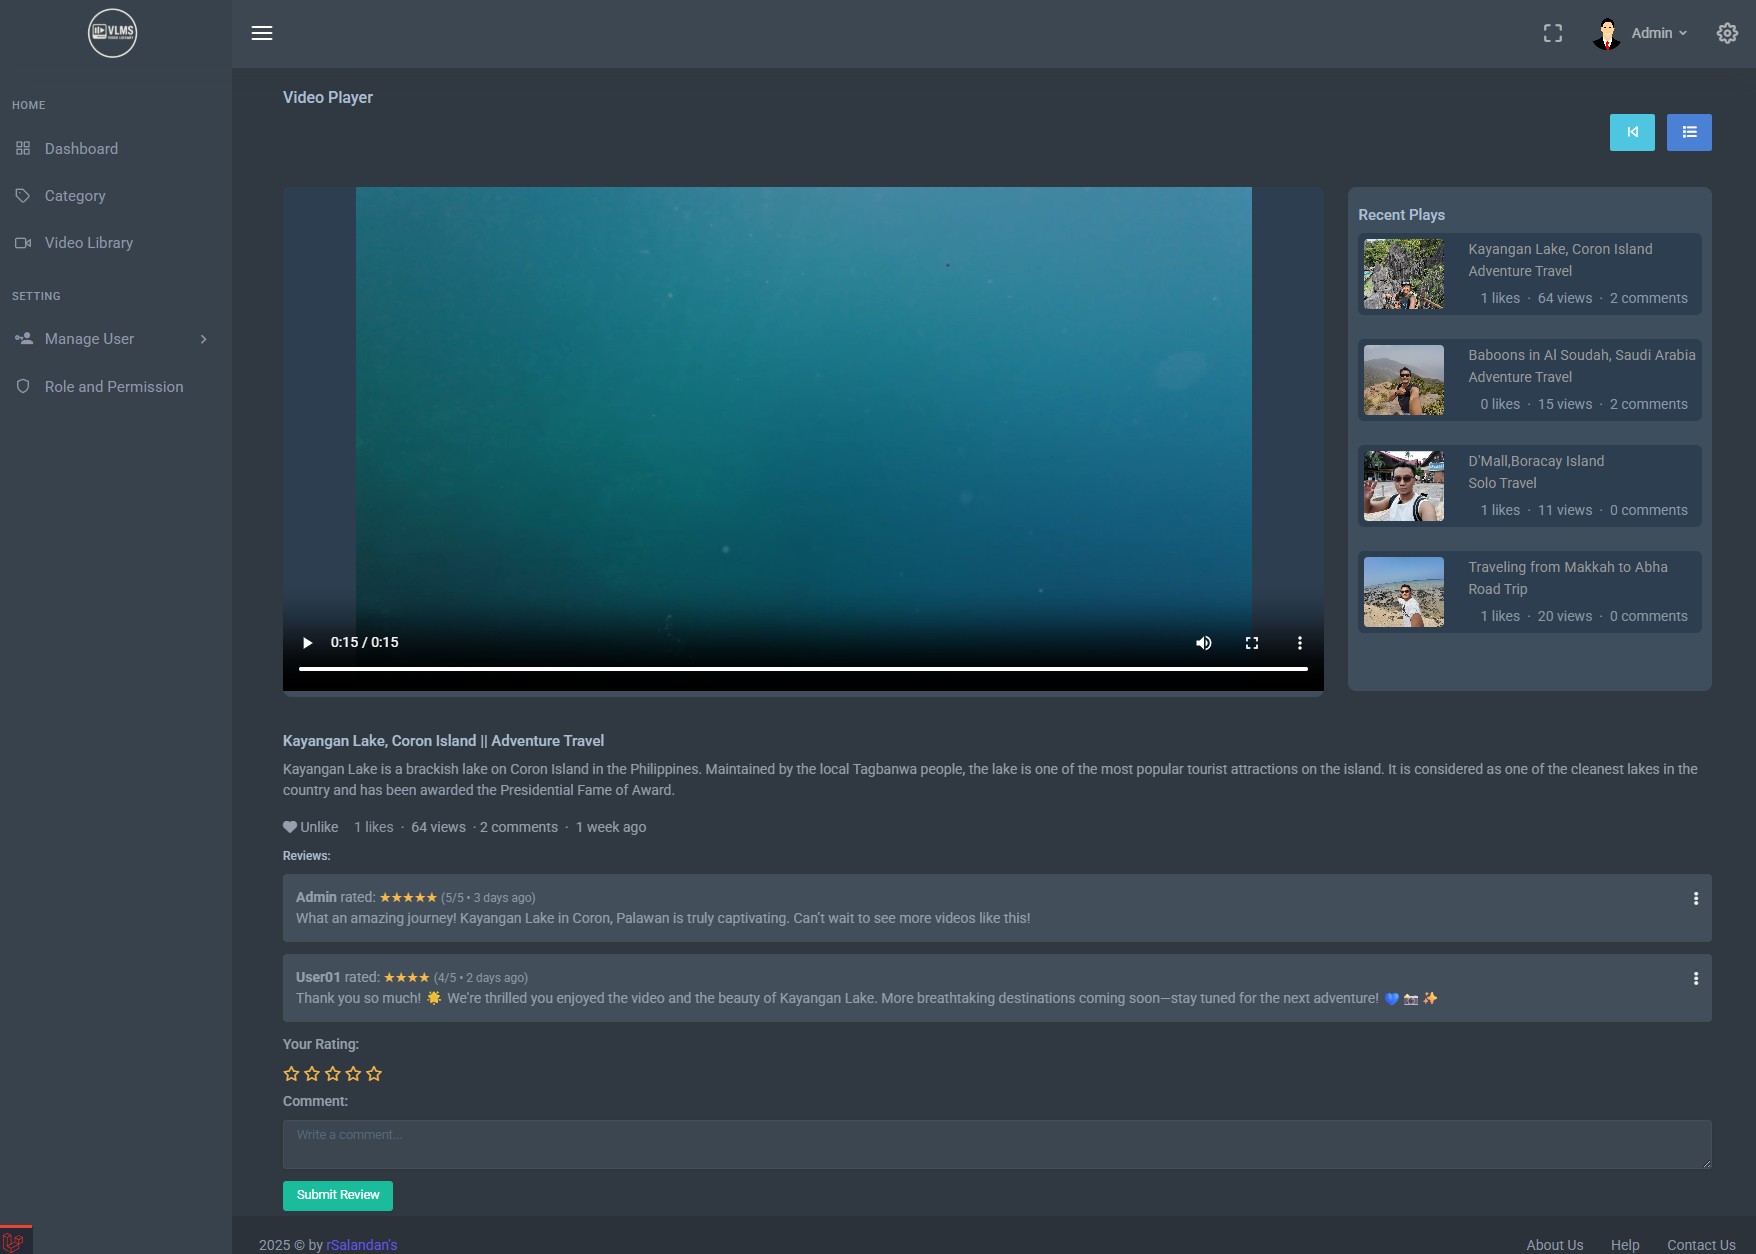 VLMS
Admin
HOME
Dashboard
Category
Video Library
SETTING
Manage User
Role and Permission
Video Player
0:15 / 0:15
Recent Plays
Kayangan Lake, Coron Island
Adventure Travel
1 likes · 64 views · 2 comments
Baboons in Al Soudah, Saudi Arabia
Adventure Travel
0 likes · 15 views · 2 comments
D'Mall,Boracay Island
Solo Travel
1 likes · 11 views · 0 comments
Traveling from Makkah to Abha
Road Trip
1 likes · 20 views · 0 comments
Kayangan Lake, Coron Island || Adventure Travel
Kayangan Lake is a brackish lake on Coron Island in the Philippines. Maintained by the local Tagbanwa people, the lake is one of the most popular tourist attractions on the island. It is considered as one of the cleanest lakes in the
country and has been awarded the Presidential Fame of Award.
Unlike 1 likes · 64 views · 2 comments · 1 week ago
Reviews:
Admin rated: ★★★★★ (5/5 • 3 days ago)
What an amazing journey! Kayangan Lake in Coron, Palawan is truly captivating. Can't wait to see more videos like this!
User01 rated: ★★★★ (4/5 • 2 days ago)
Thank you so much! 🌟 We're thrilled you enjoyed the video and the beauty of Kayangan Lake. More breathtaking destinations coming soon—stay tuned for the next adventure! 💙 📸 ✨
Your Rating:
Comment:
Write a comment...
Submit Review
2025 © by rSalandan's
About Us Help Contact Us